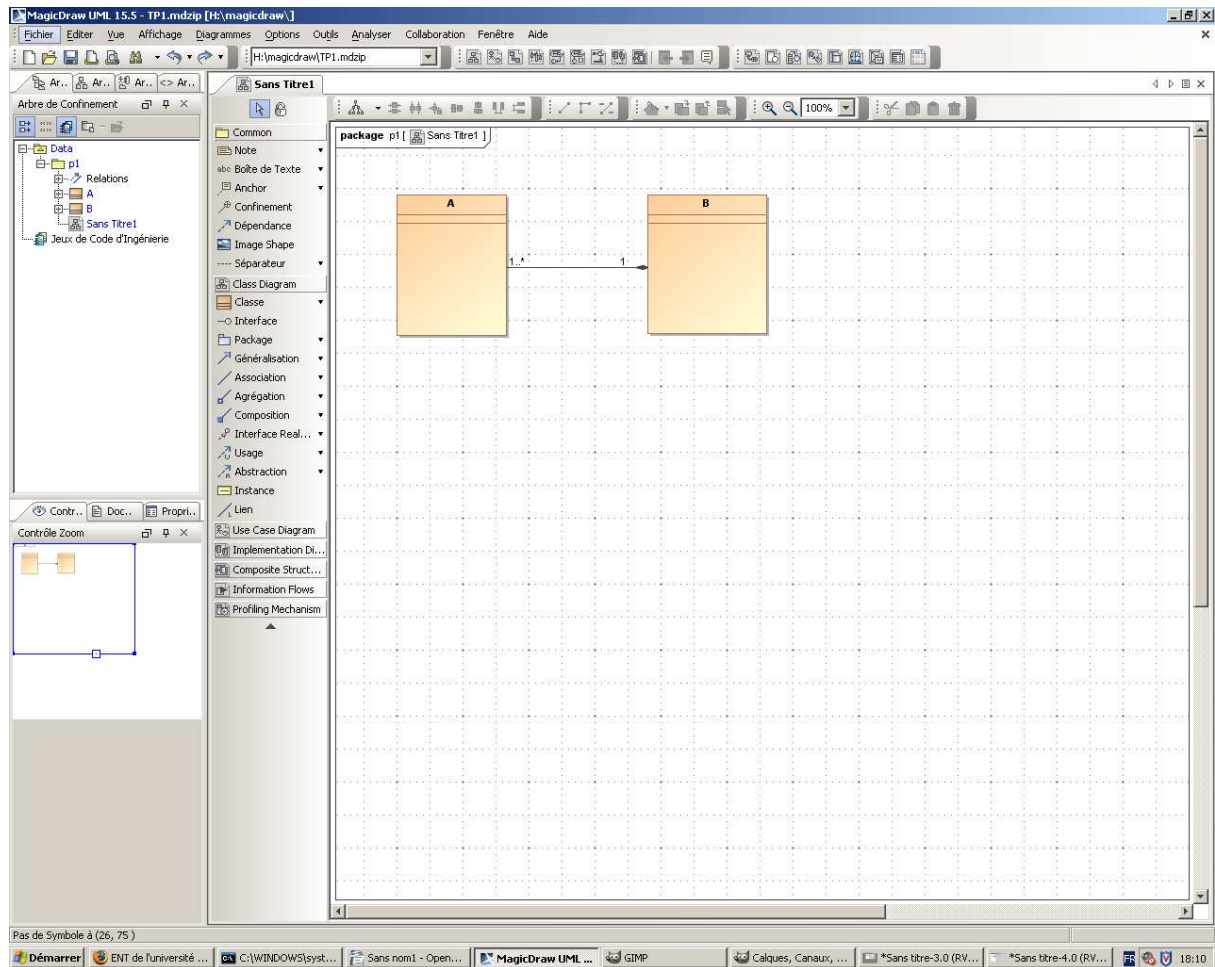 MagicDraw UML 15.5 - TP1.mdzip [H:\magicdraw\]
Fichier Editer Vue Affichage Diagrammes Options Outils Analyser Collaboration Fenêtre Aide
H:\magicdraw\TP1.mdzip
Ar.. Ar.. Ar.. <> Ar..
Sans Titre1
Arbre de Confinement
100%
Data
p1
Relations
A
B
Sans Titre1
Jeux de Code d'Ingénierie
Common
Note
abc Boîte de Texte
Anchor
Confinement
Dépendance
Image Shape
Séparateur
Class Diagram
Classe
Interface
Package
Généralisation
Association
Agrégation
Composition
Interface Real...
Usage
Abstraction
Instance
Lien
Use Case Diagram
Implementation Di...
Composite Struct...
Information Flows
Profiling Mechanism
package p1 [ Sans Titre1 ]
A
B
1..*
1
Contr.. Doc.. Propri..
Contrôle Zoom
Pas de Symbole à (26, 75 )
Démarrer ENT de l'université ... C:\WINDOWS\syst... Sans nom1 - Open... MagicDraw UML ... GIMP Calques, Canaux, ... *Sans titre-3.0 (RV... *Sans titre-4.0 (RV... FR 18:10